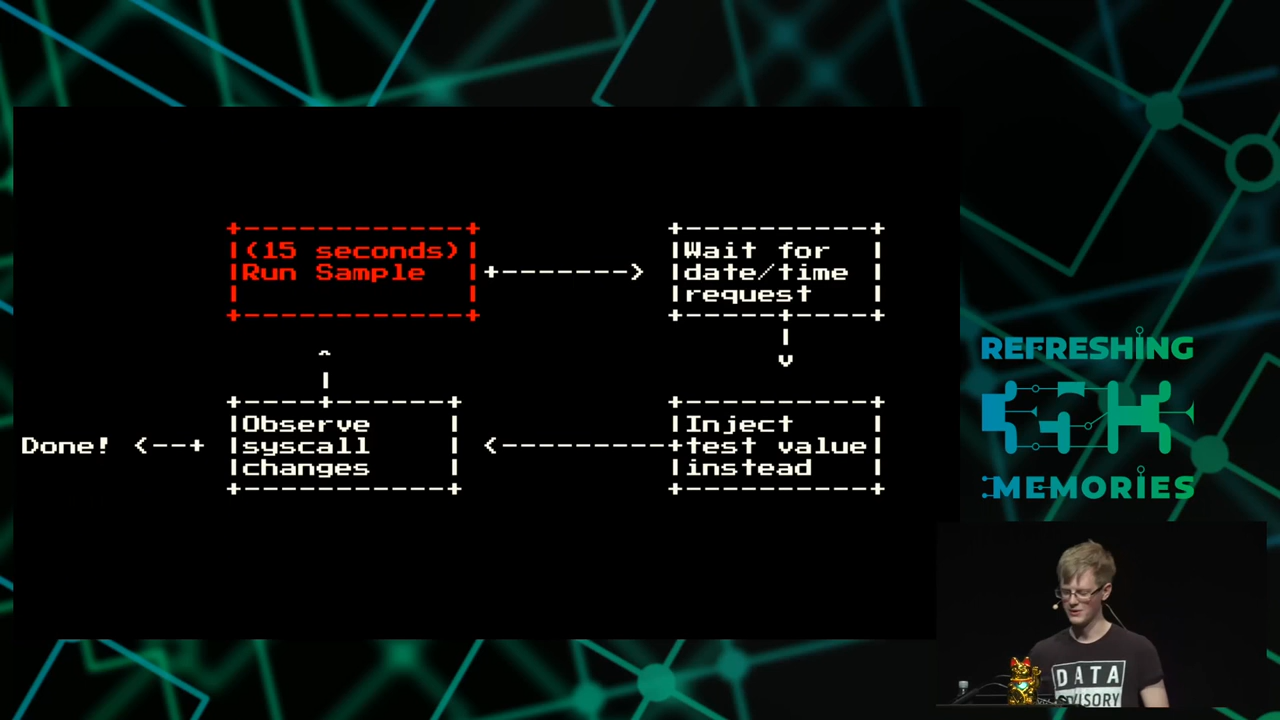 (15 seconds)
Run Sample
Wait for
date/time
request
Observe
syscall
changes
Done!
Inject
test value
instead
REFRESHING
MEMORIES
DATA